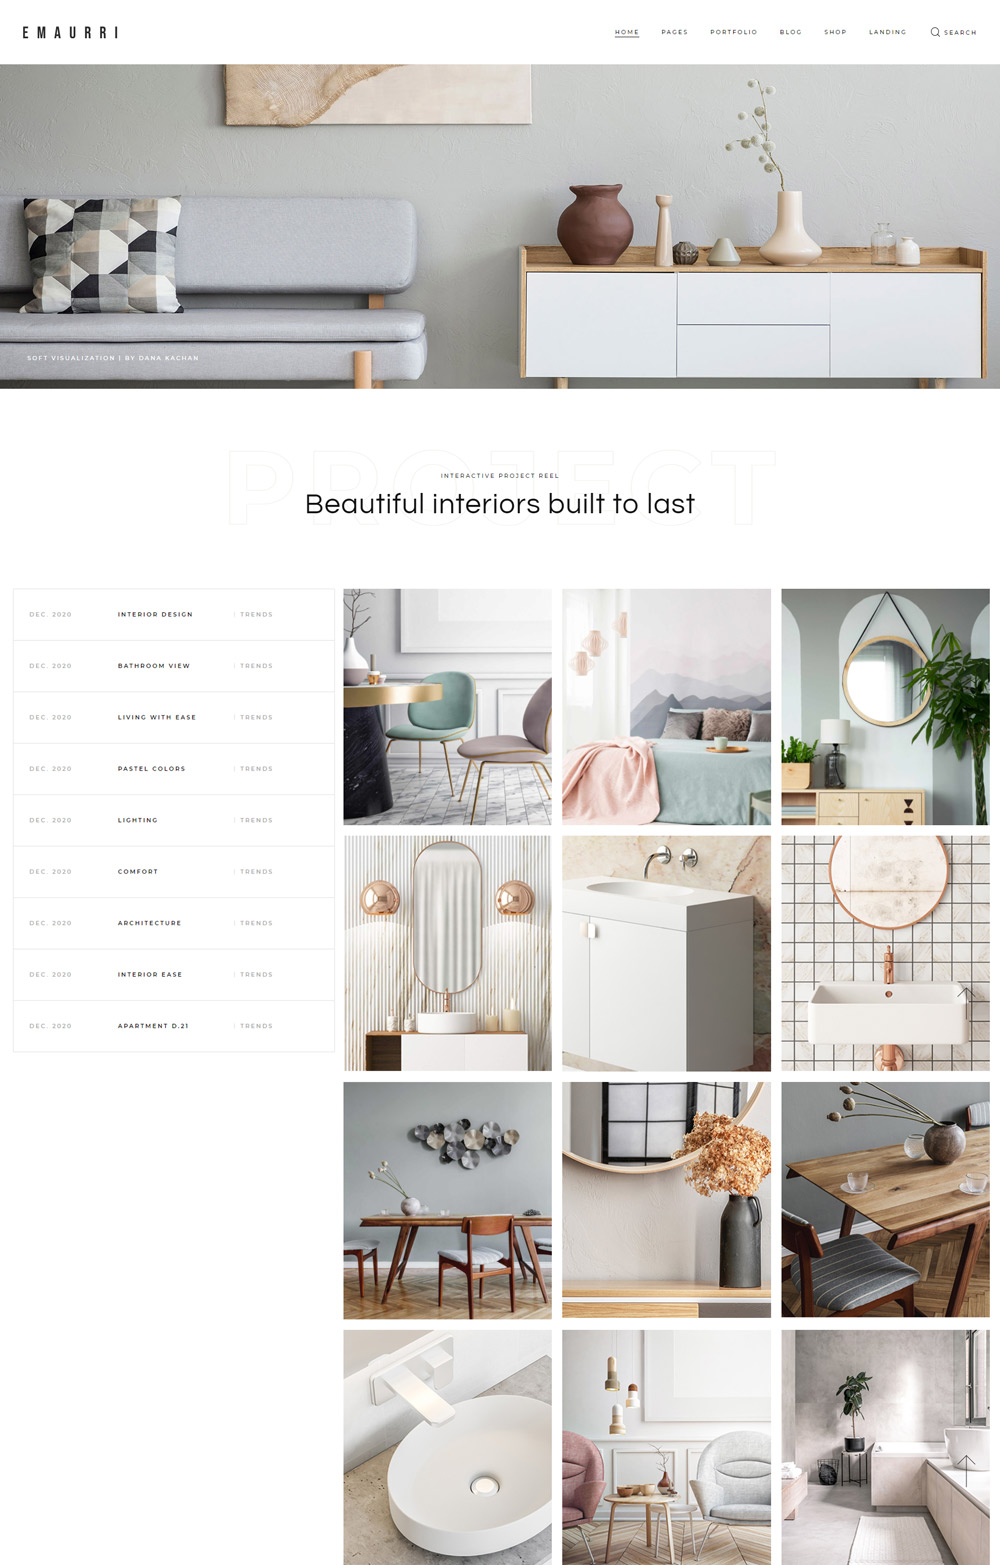 EMAURRI
HOME PAGES PORTFOLIO BLOG SHOP LANDING SEARCH
SOFT VISUALIZATION | BY DANA KACHAN
PROJECT
INTERACTIVE PROJECT REEL
Beautiful interiors built to last
DEC. 2020 INTERIOR DESIGN | TRENDS
DEC. 2020 BATHROOM VIEW | TRENDS
DEC. 2020 LIVING WITH EASE | TRENDS
DEC. 2020 PASTEL COLORS | TRENDS
DEC. 2020 LIGHTING | TRENDS
DEC. 2020 COMFORT | TRENDS
DEC. 2020 ARCHITECTURE | TRENDS
DEC. 2020 INTERIOR EASE | TRENDS
DEC. 2020 APARTMENT D.21 | TRENDS